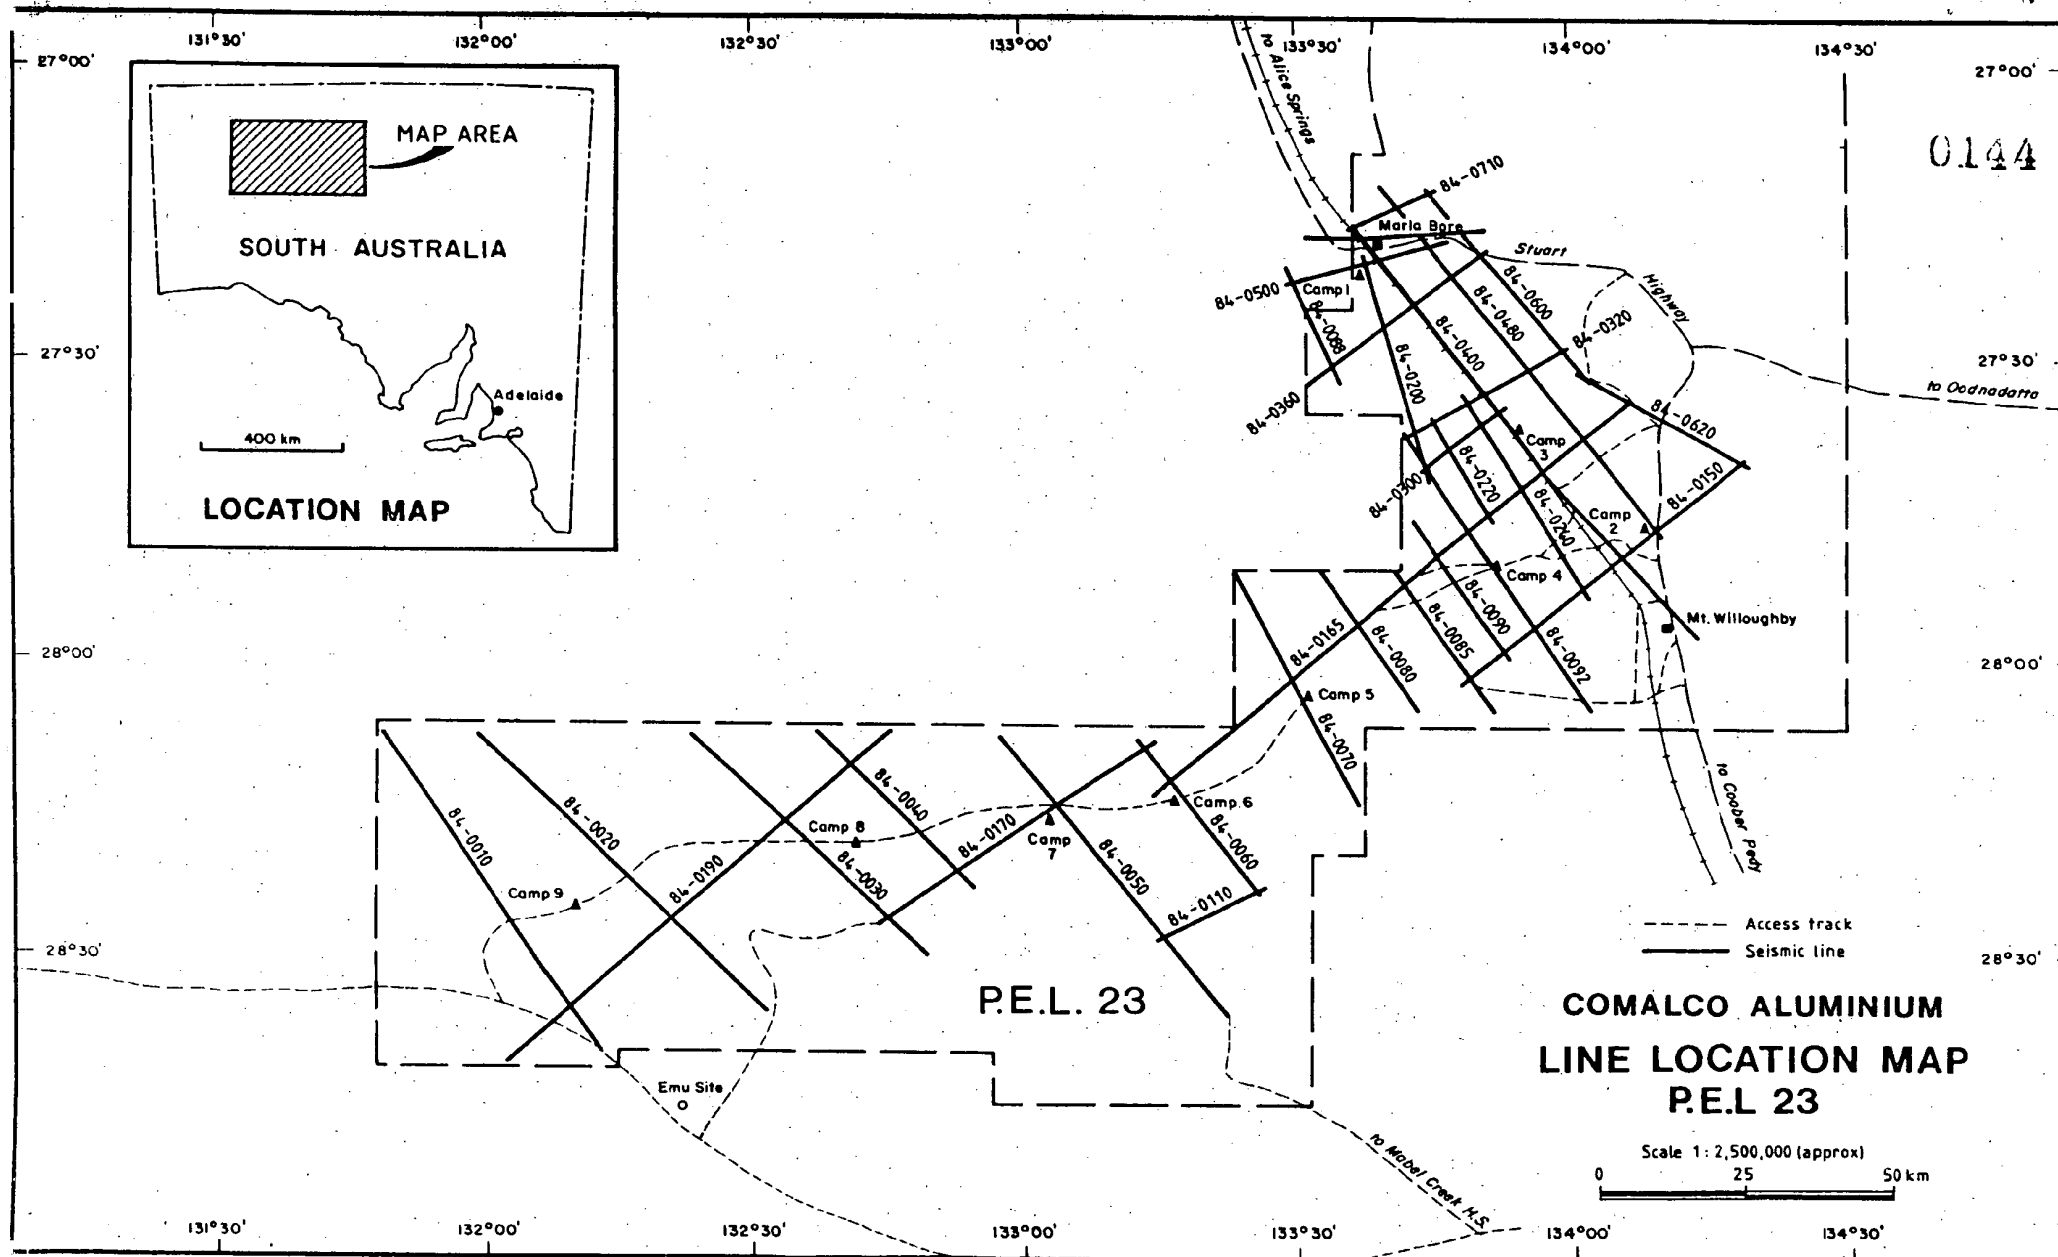 131°30'
132°00'
132°30'
133°00'
133°30'
134°00'
134°30'
27°00'
27°00'
0144
MAP AREA
SOUTH AUSTRALIA
Adelaide
400 km
LOCATION MAP
to Alice Springs
84-0710
Marla Bore
Stuart
Highway
84-0500
Camp 1
84-0088
84-0600
84-0480
84-0400
84-0320
84-0200
27°30'
27°30'
to Oodnadatta
84-0360
84-0620
Camp
3
84-0300
84-0220
84-0260
84-0150
Camp
2
Camp 4
84-0090
84-0085
84-0092
84-0080
84-0165
Mt. Willoughby
28°00'
28°00'
Camp 5
84-0070
to Coober Pedy
84-0010
84-0020
84-0190
Camp 8
84-0040
84-0030
84-0170
Camp
7
Camp 6
84-0060
84-0050
84-0110
Camp 9
28°30'
28°30'
Access track
Seismic line
P.E.L. 23
COMALCO ALUMINIUM
LINE LOCATION MAP
P.E.L 23
Emu Site
to Mabel Creek H.S.
Scale 1:2,500,000 (approx)
0 25 50 km
131°30'
132°00'
132°30'
133°00'
133°30'
134°00'
134°30'